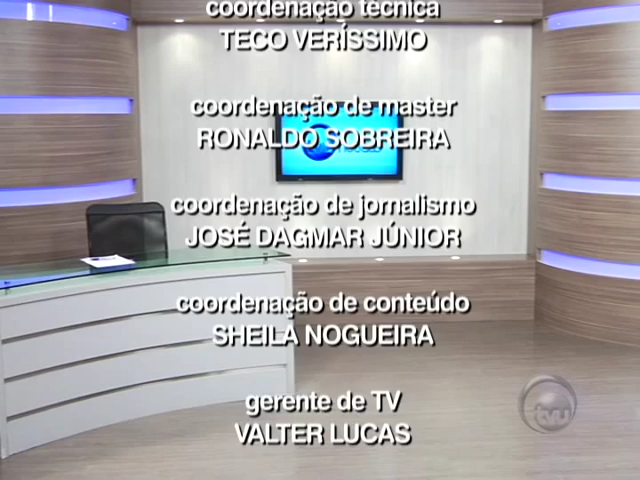 coordenação técnica
TECO VERÍSSIMO
coordenação de master
RONALDO SOBREIRA
coordenação de jornalismo
JOSÉ DAGMAR JÚNIOR
coordenação de conteúdo
SHEILA NOGUEIRA
gerente de TV
VALTER LUCAS
tvu